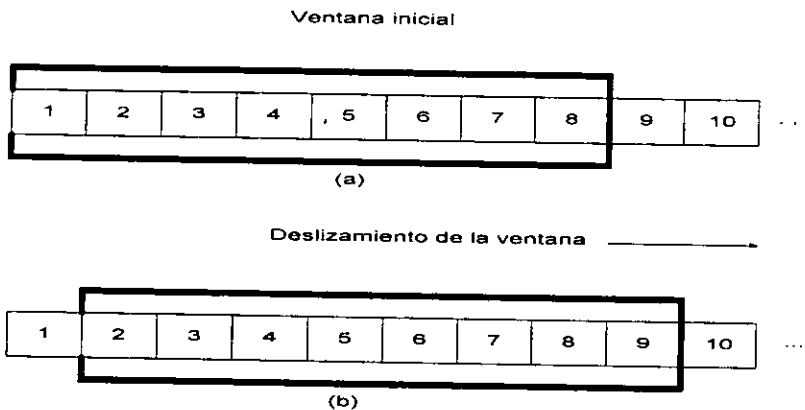 Ventana inicial
1 2 3 4 , 5 6 7 8 9 10 ...
(a)
Deslizamiento de la ventana
1 2 3 4 5 6 7 8 9 10 ...
(b)